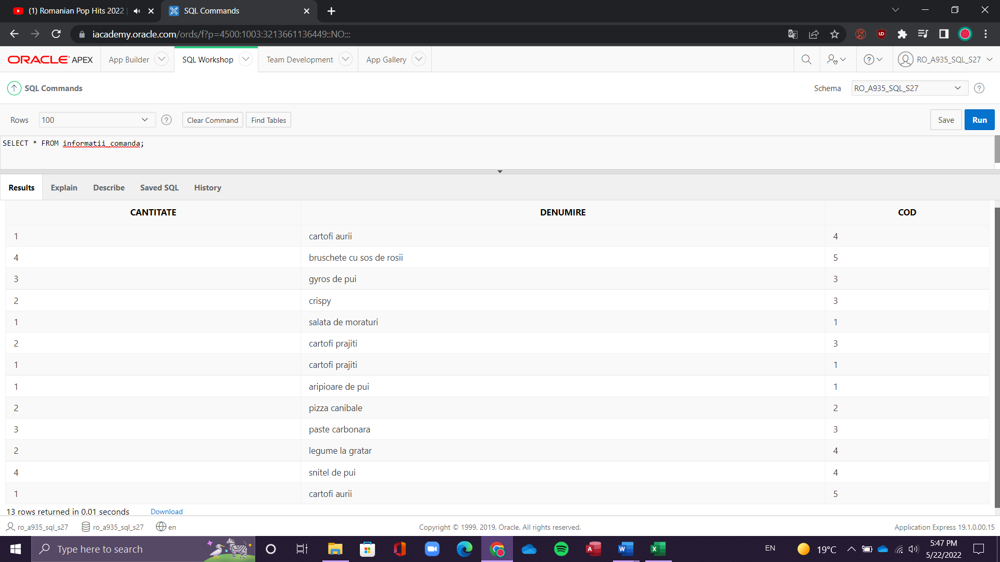 (1) Romanian Pop Hits 2022
SQL Commands
iacademy.oracle.com/ords/f?p=4500:1003:3213661136449::NO:::
ORACLE APEX
App Builder
SQL Workshop
Team Development
App Gallery
RO_A935_SQL_S27
SQL Commands
Schema
RO_A935_SQL_S27
Rows
100
Clear Command
Find Tables
Save
Run
SELECT * FROM informatii_comanda;
Results
Explain
Describe
Saved SQL
History
CANTITATE DENUMIRE COD
1 cartofi aurii 4
4 bruschete cu sos de rosii 5
3 gyros de pui 3
2 crispy 3
1 salata de moraturi 1
2 cartofi prajiti 3
1 cartofi prajiti 1
1 aripioare de pui 1
2 pizza canibale 2
3 paste carbonara 3
2 legume la gratar 4
4 snitel de pui 4
1 cartofi aurii 5
13 rows returned in 0.01 seconds
Download
ro_a935_sql_s27
ro_a935_sql_s27
en
Copyright © 1999, 2019, Oracle. All rights reserved.
Application Express 19.1.0.00.15
Type here to search
EN
19°C
5:47 PM
5/22/2022